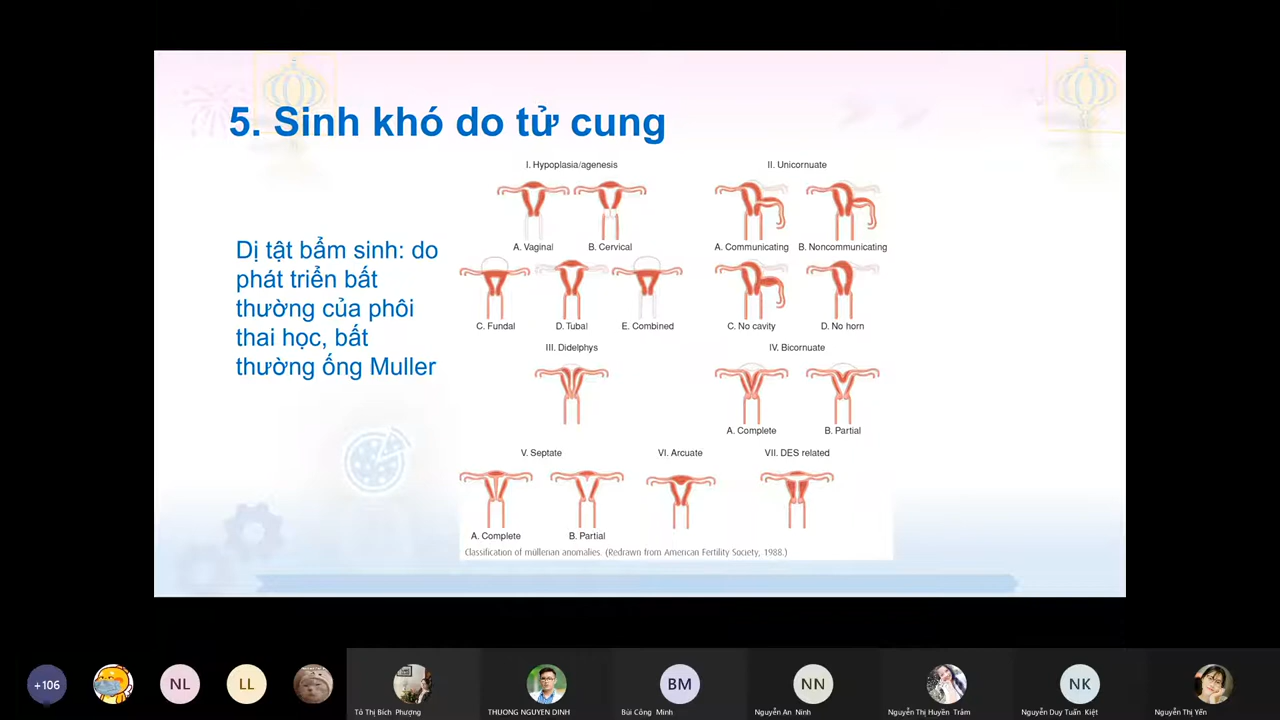 5. Sinh khó do tử cung
Dị tật bẩm sinh: do
phát triển bất
thường của phôi
thai học, bất
thường ống Muller
I. Hypoplasia/agenesis
II. Unicornuate
A. Vaginal
B. Cervical
A. Communicating
B. Noncommunicating
C. Fundal
D. Tubal
E. Combined
C. No cavity
D. No horn
III. Didelphys
IV. Bicornuate
A. Complete
B. Partial
V. Septate
VI. Arcuate
VII. DES related
A. Complete
B. Partial
Classification of müllerian anomalies. (Redrawn from American Fertility Society, 1988.)
+106
NL
LL
BM
NN
NK
Tô Thị Bích Phượng
THUONG NGUYEN DINH
Bùi Công Minh
Nguyễn An Ninh
Nguyễn Thị Huyền Trâm
Nguyễn Duy Tuấn Kiệt
Nguyễn Thị Yến